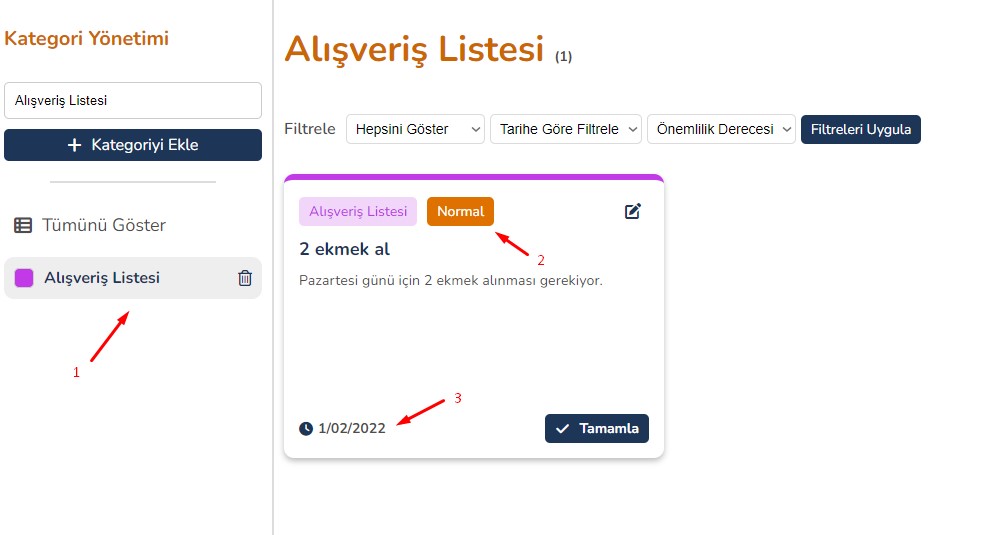 Kategori Yönetimi
Alışveriş Listesi
Kategoriyi Ekle
Tümünü Göster
Alışveriş Listesi
1
Alışveriş Listesi (1)
Filtrele Hepsini Göster Tarihe Göre Filtrele Önemlilik Derecesi Filtreleri Uygula
Alışveriş Listesi Normal
2
2 ekmek al
Pazartesi günü için 2 ekmek alınması gerekiyor.
3
1/02/2022 Tamamla